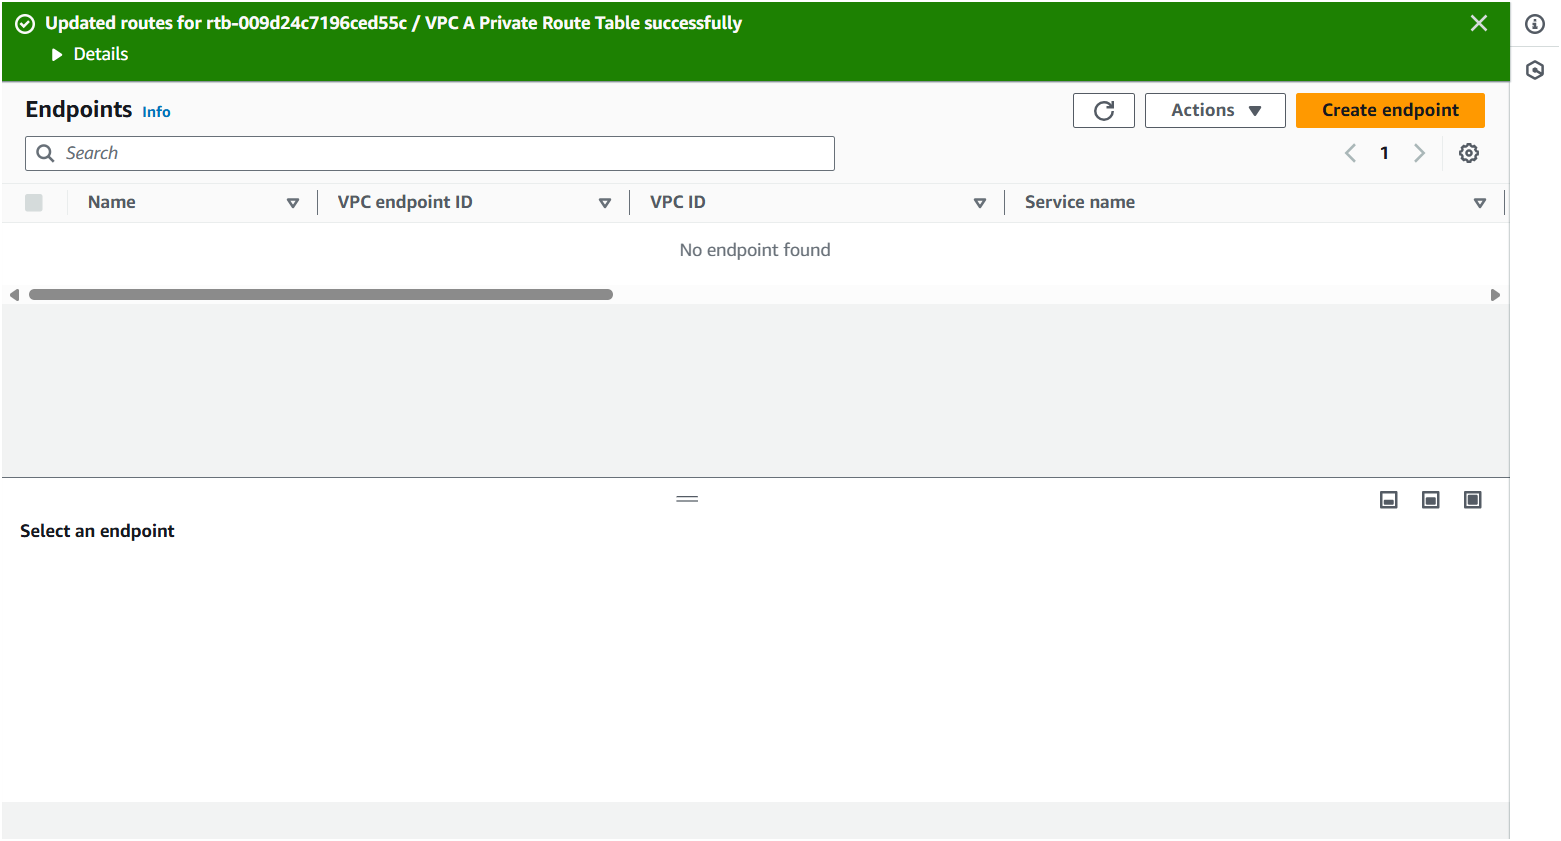 Updated routes for rtb-009d24c7196ced55c / VPC A Private Route Table successfully
Details
Endpoints Info
Actions
Create endpoint
Search
1
Name VPC endpoint ID VPC ID Service name
No endpoint found
Select an endpoint